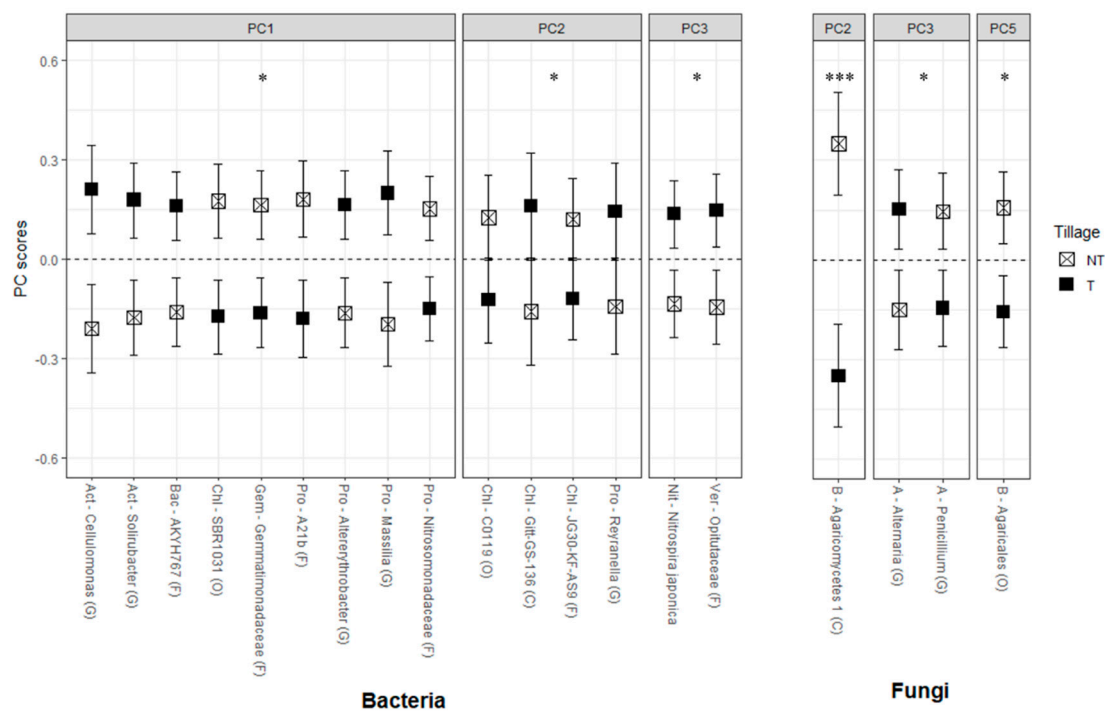 PC1
PC2
PC3
PC2
PC3
PC5
*
*
*
***
*
*
0.6
0.3
0.0
-0.3
-0.6
PC scores
Tillage
NT
T
Act - Cellulomonas (G)
Act - Solirubacter (G)
Bac - AKYH767 (F)
Chl - SBR1031 (O)
Gem - Gemmatimonadaceae (F)
Pro - A21b (F)
Pro - Altererythrobacter (G)
Pro - Massilia (G)
Pro - Nitrosomonadaceae (F)
Chl - C0119 (O)
Chl - Gitt-GS-136 (C)
Chl - JG30-KF-AS9 (F)
Pro - Reyranella (G)
Nit - Nitrospira japonica
Ver - Opitutaceae (F)
B - Agaricomycetes 1 (C)
A - Alternaria (G)
A - Penicillium (G)
B - Agaricales (O)
Bacteria
Fungi